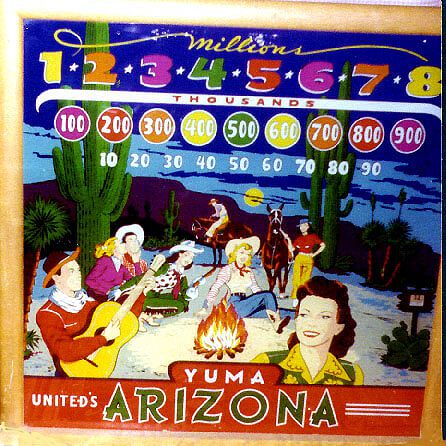 Millions
1 · 2 · 3 · 4 · 5 · 6 · 7 · 8
THOUSANDS
100 200 300 400 500 600 700 800 900
10 20 30 40 50 60 70 80 90
YUMA
UNITED'S ARIZONA